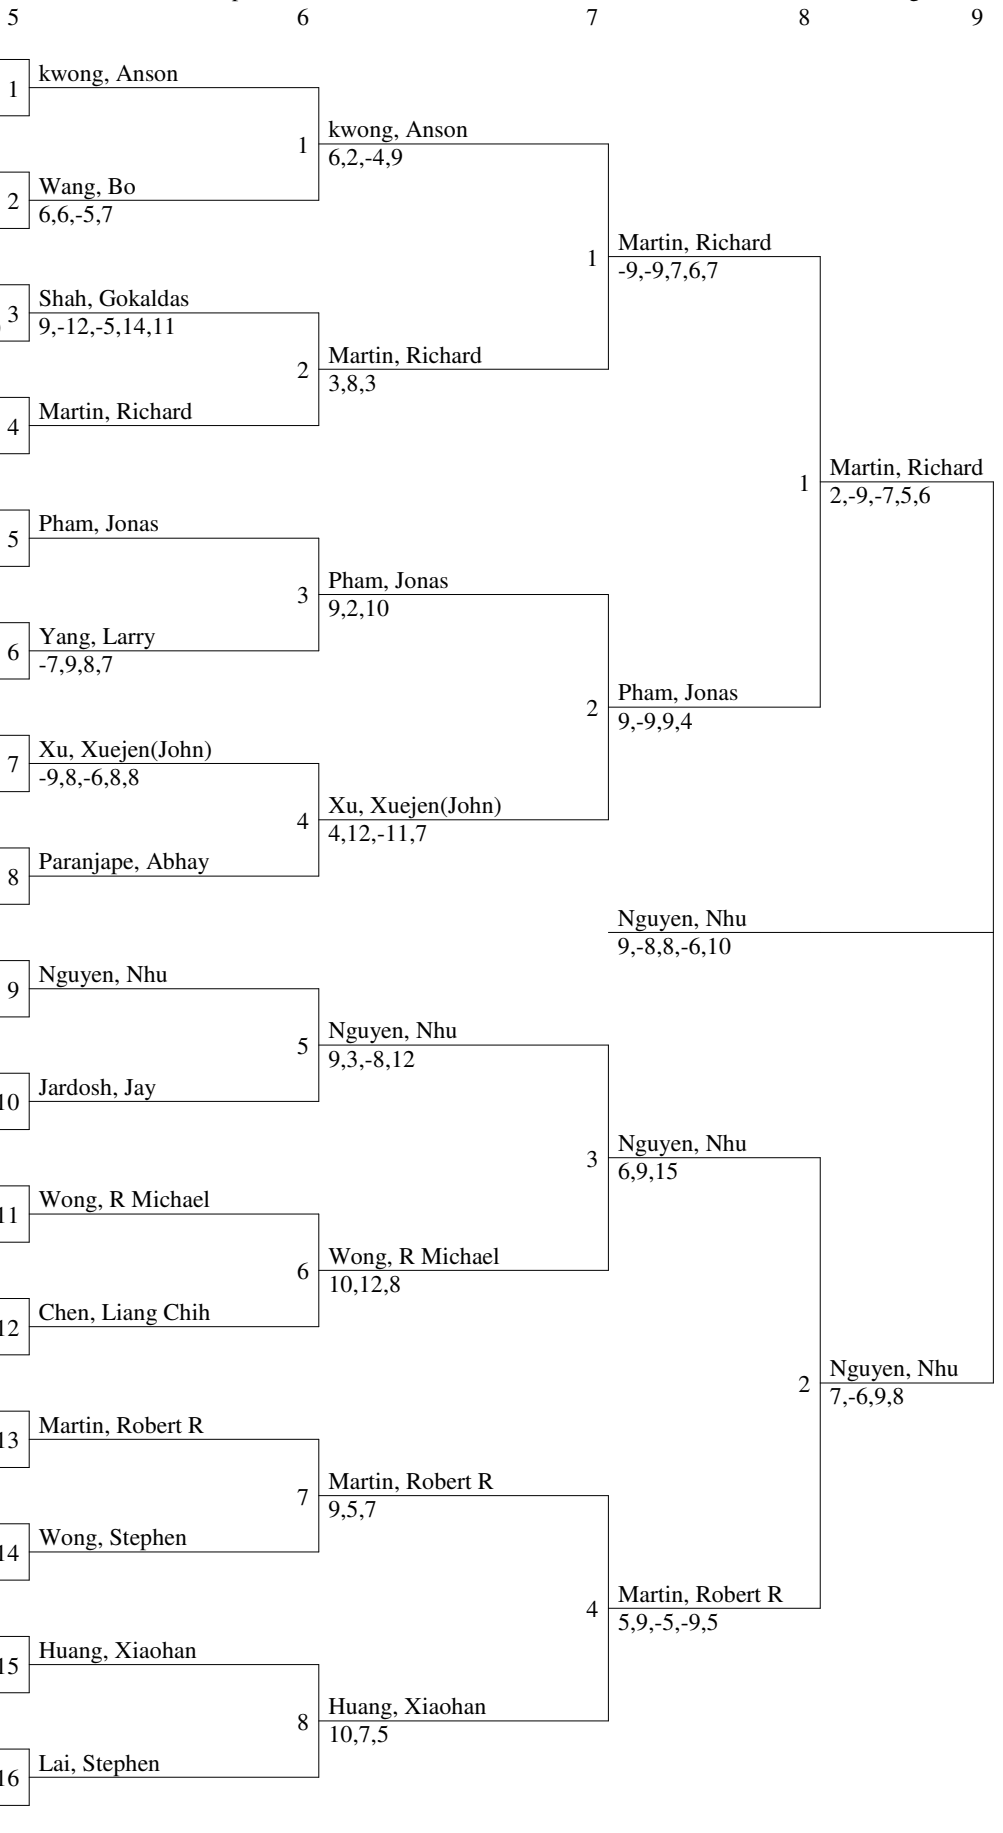 5 6 7 8 9
1 kwong, Anson
1 kwong, Anson
6,2,-4,9
2 Wang, Bo
6,6,-5,7
1 Martin, Richard
-9,-9,7,6,7
3 Shah, Gokaldas
9,-12,-5,14,11
2 Martin, Richard
3,8,3
4 Martin, Richard
1 Martin, Richard
2,-9,-7,5,6
5 Pham, Jonas
3 Pham, Jonas
9,2,10
6 Yang, Larry
-7,9,8,7
2 Pham, Jonas
9,-9,9,4
7 Xu, Xuejen(John)
-9,8,-6,8,8
4 Xu, Xuejen(John)
4,12,-11,7
8 Paranjape, Abhay
Nguyen, Nhu
9,-8,8,-6,10
9 Nguyen, Nhu
5 Nguyen, Nhu
9,3,-8,12
10 Jardosh, Jay
3 Nguyen, Nhu
6,9,15
11 Wong, R Michael
6 Wong, R Michael
10,12,8
12 Chen, Liang Chih
2 Nguyen, Nhu
7,-6,9,8
13 Martin, Robert R
7 Martin, Robert R
9,5,7
14 Wong, Stephen
4 Martin, Robert R
5,9,-5,-9,5
15 Huang, Xiaohan
8 Huang, Xiaohan
10,7,5
16 Lai, Stephen